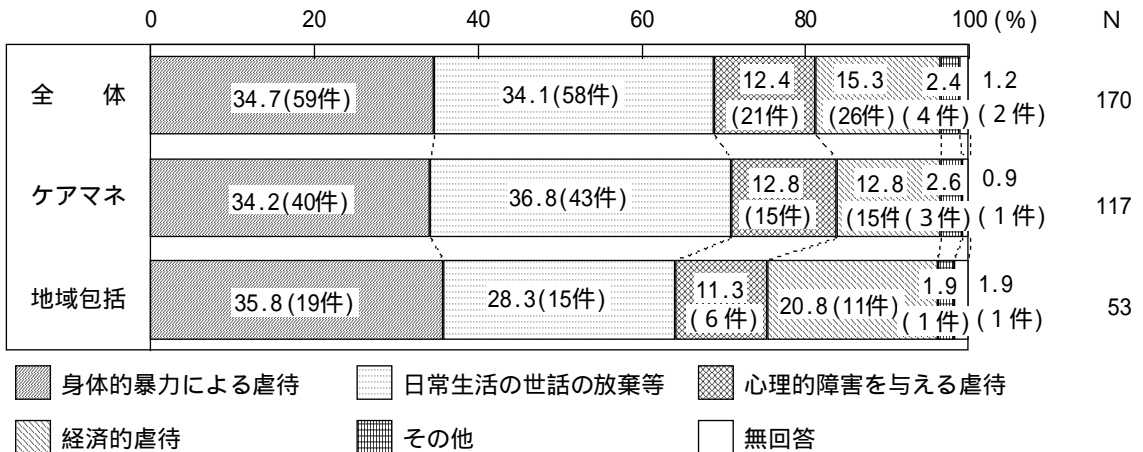 0 20 40 60 80 100 (%) N
全 体 34.7(59件) 34.1(58件) 12.4 (21件) 15.3 (26件) 2.4 (4件) 1.2 (2件) 170
ケアマネ 34.2(40件) 36.8(43件) 12.8 (15件) 12.8 (15件 2.6 (3件) 0.9 (1件) 117
地域包括 35.8(19件) 28.3(15件) 11.3 (6件) 20.8(11件) 1.9 (1件) 1.9 (1件) 53
身体的暴力による虐待 日常生活の世話の放棄等 心理的障害を与える虐待
経済的虐待 その他 無回答